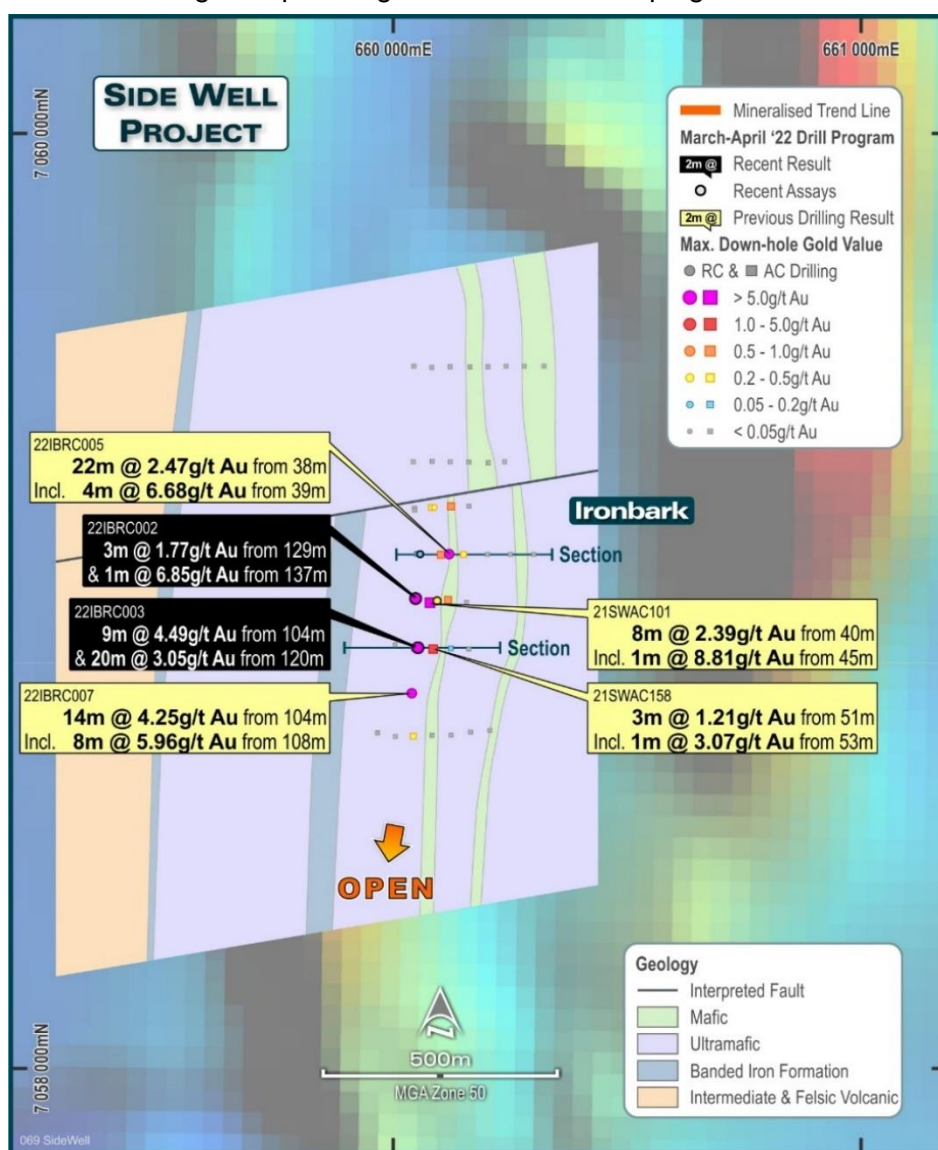 660 000mE
661 000mE
7 060 000mN
SIDE WELL
PROJECT
Mineralised Trend Line
March-April '22 Drill Program
2m @ Recent Result
Recent Assays
2m @ Previous Drilling Result
Max. Down-hole Gold Value
RC & AC Drilling
> 5.0g/t Au
1.0 - 5.0g/t Au
0.5 - 1.0g/t Au
0.2 - 0.5g/t Au
0.05 - 0.2g/t Au
< 0.05g/t Au
22IBRC005
22m @ 2.47g/t Au from 38m
Incl. 4m @ 6.68g/t Au from 39m
Ironbark
22IBRC002
3m @ 1.77g/t Au from 129m
& 1m @ 6.85g/t Au from 137m
Section
22IBRC003
9m @ 4.49g/t Au from 104m
& 20m @ 3.05g/t Au from 120m
21SWAC101
8m @ 2.39g/t Au from 40m
Incl. 1m @ 8.81g/t Au from 45m
Section
22IBRC007
14m @ 4.25g/t Au from 104m
Incl. 8m @ 5.96g/t Au from 108m
21SWAC158
3m @ 1.21g/t Au from 51m
Incl. 1m @ 3.07g/t Au from 53m
OPEN
Geology
Interpreted Fault
Mafic
Ultramafic
Banded Iron Formation
Intermediate & Felsic Volcanic
N
500m
MGA Zone 50
7 058 000mN
069 SideWell